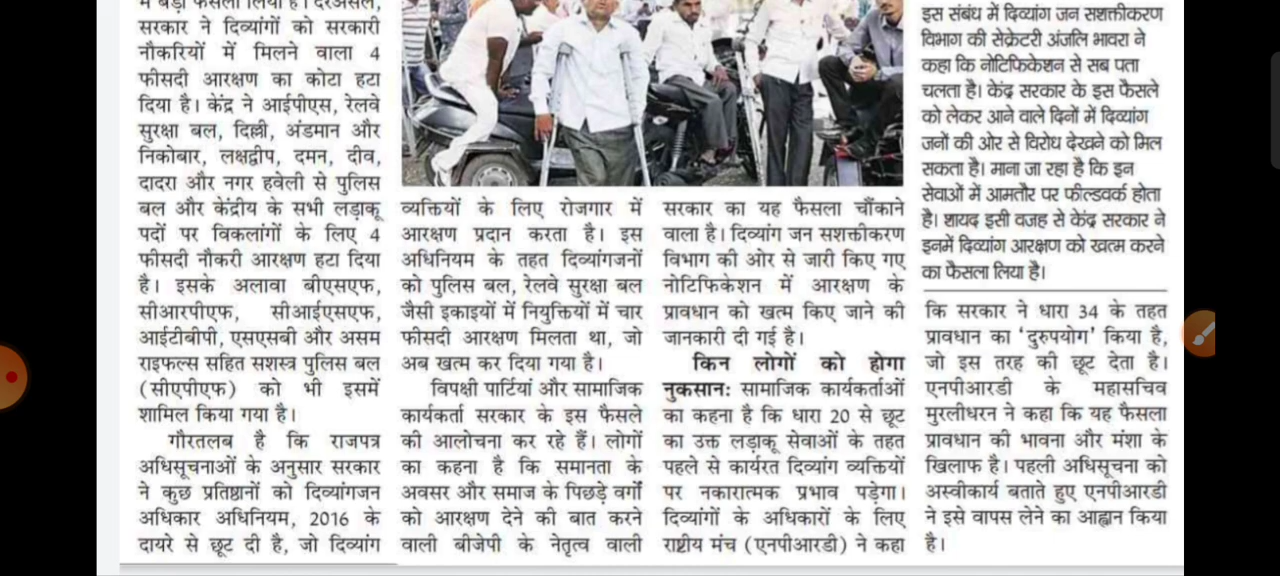 में बड़ा फैसला लिया है। दरअसल,
सरकार ने दिव्यांगों को सरकारी
नौकरियों में मिलने वाला 4
फीसदी आरक्षण का कोटा हटा
दिया है। केंद्र ने आईपीएस, रेलवे
सुरक्षा बल, दिल्ली, अंडमान और
निकोबार, लक्षद्वीप, दमन, दीव,
दादरा और नगर हवेली से पुलिस
बल और केंद्रीय के सभी लड़ाकू
पदों पर विकलांगों के लिए 4
फीसदी नौकरी आरक्षण हटा दिया
है। इसके अलावा बीएसएफ,
सीआरपीएफ, सीआईएसएफ,
आईटीबीपी, एसएसबी और असम
राइफल्स सहित सशस्त्र पुलिस बल
(सीएपीएफ) को भी इसमें
शामिल किया गया है।
गौरतलब है कि राजपत्र
अधिसूचनाओं के अनुसार सरकार
ने कुछ प्रतिष्ठानों को दिव्यांगजन
अधिकार अधिनियम, 2016 के
दायरे से छूट दी है, जो दिव्यांग
व्यक्तियों के लिए रोजगार में
आरक्षण प्रदान करता है। इस
अधिनियम के तहत दिव्यांगजनों
को पुलिस बल, रेलवे सुरक्षा बल
जैसी इकाइयों में नियुक्तियों में चार
फीसदी आरक्षण मिलता था, जो
अब खत्म कर दिया गया है।
विपक्षी पार्टियां और सामाजिक
कार्यकर्ता सरकार के इस फैसले
की आलोचना कर रहे हैं। लोगों
का कहना है कि समानता के
अवसर और समाज के पिछड़े वर्गों
को आरक्षण देने की बात करने
वाली बीजेपी के नेतृत्व वाली
सरकार का यह फैसला चौंकाने
वाला है। दिव्यांग जन सशक्तीकरण
विभाग की ओर से जारी किए गए
नोटिफिकेशन में आरक्षण के
प्रावधान को खत्म किए जाने की
जानकारी दी गई है।
किन लोगों को होगा
नुकसान: सामाजिक कार्यकर्ताओं
का कहना है कि धारा 20 से छूट
का उक्त लड़ाकू सेवाओं के तहत
पहले से कार्यरत दिव्यांग व्यक्तियों
पर नकारात्मक प्रभाव पड़ेगा।
दिव्यांगों के अधिकारों के लिए
राष्ट्रीय मंच (एनपीआरडी) ने कहा
इस संबंध में दिव्यांग जन सशक्तीकरण
विभाग की सेक्रेटरी अंजलि भावरा ने
कहा कि नोटिफिकेशन से सब पता
चलता है। केंद्र सरकार के इस फैसले
को लेकर आने वाले दिनों में दिव्यांग
जनों की ओर से विरोध देखने को मिल
सकता है। माना जा रहा है कि इन
सेवाओं में आमतौर पर फील्डवर्क होता
है। शायद इसी वजह से केंद्र सरकार ने
इनमें दिव्यांग आरक्षण को खत्म करने
का फैसला लिया है।
कि सरकार ने धारा 34 के तहत
प्रावधान का 'दुरुपयोग' किया है,
जो इस तरह की छूट देता है।
एनपीआरडी के महासचिव
मुरलीधरन ने कहा कि यह फैसला
प्रावधान की भावना और मंशा के
खिलाफ है। पहली अधिसूचना को
अस्वीकार्य बताते हुए एनपीआरडी
ने इसे वापस लेने का आह्वान किया
है।